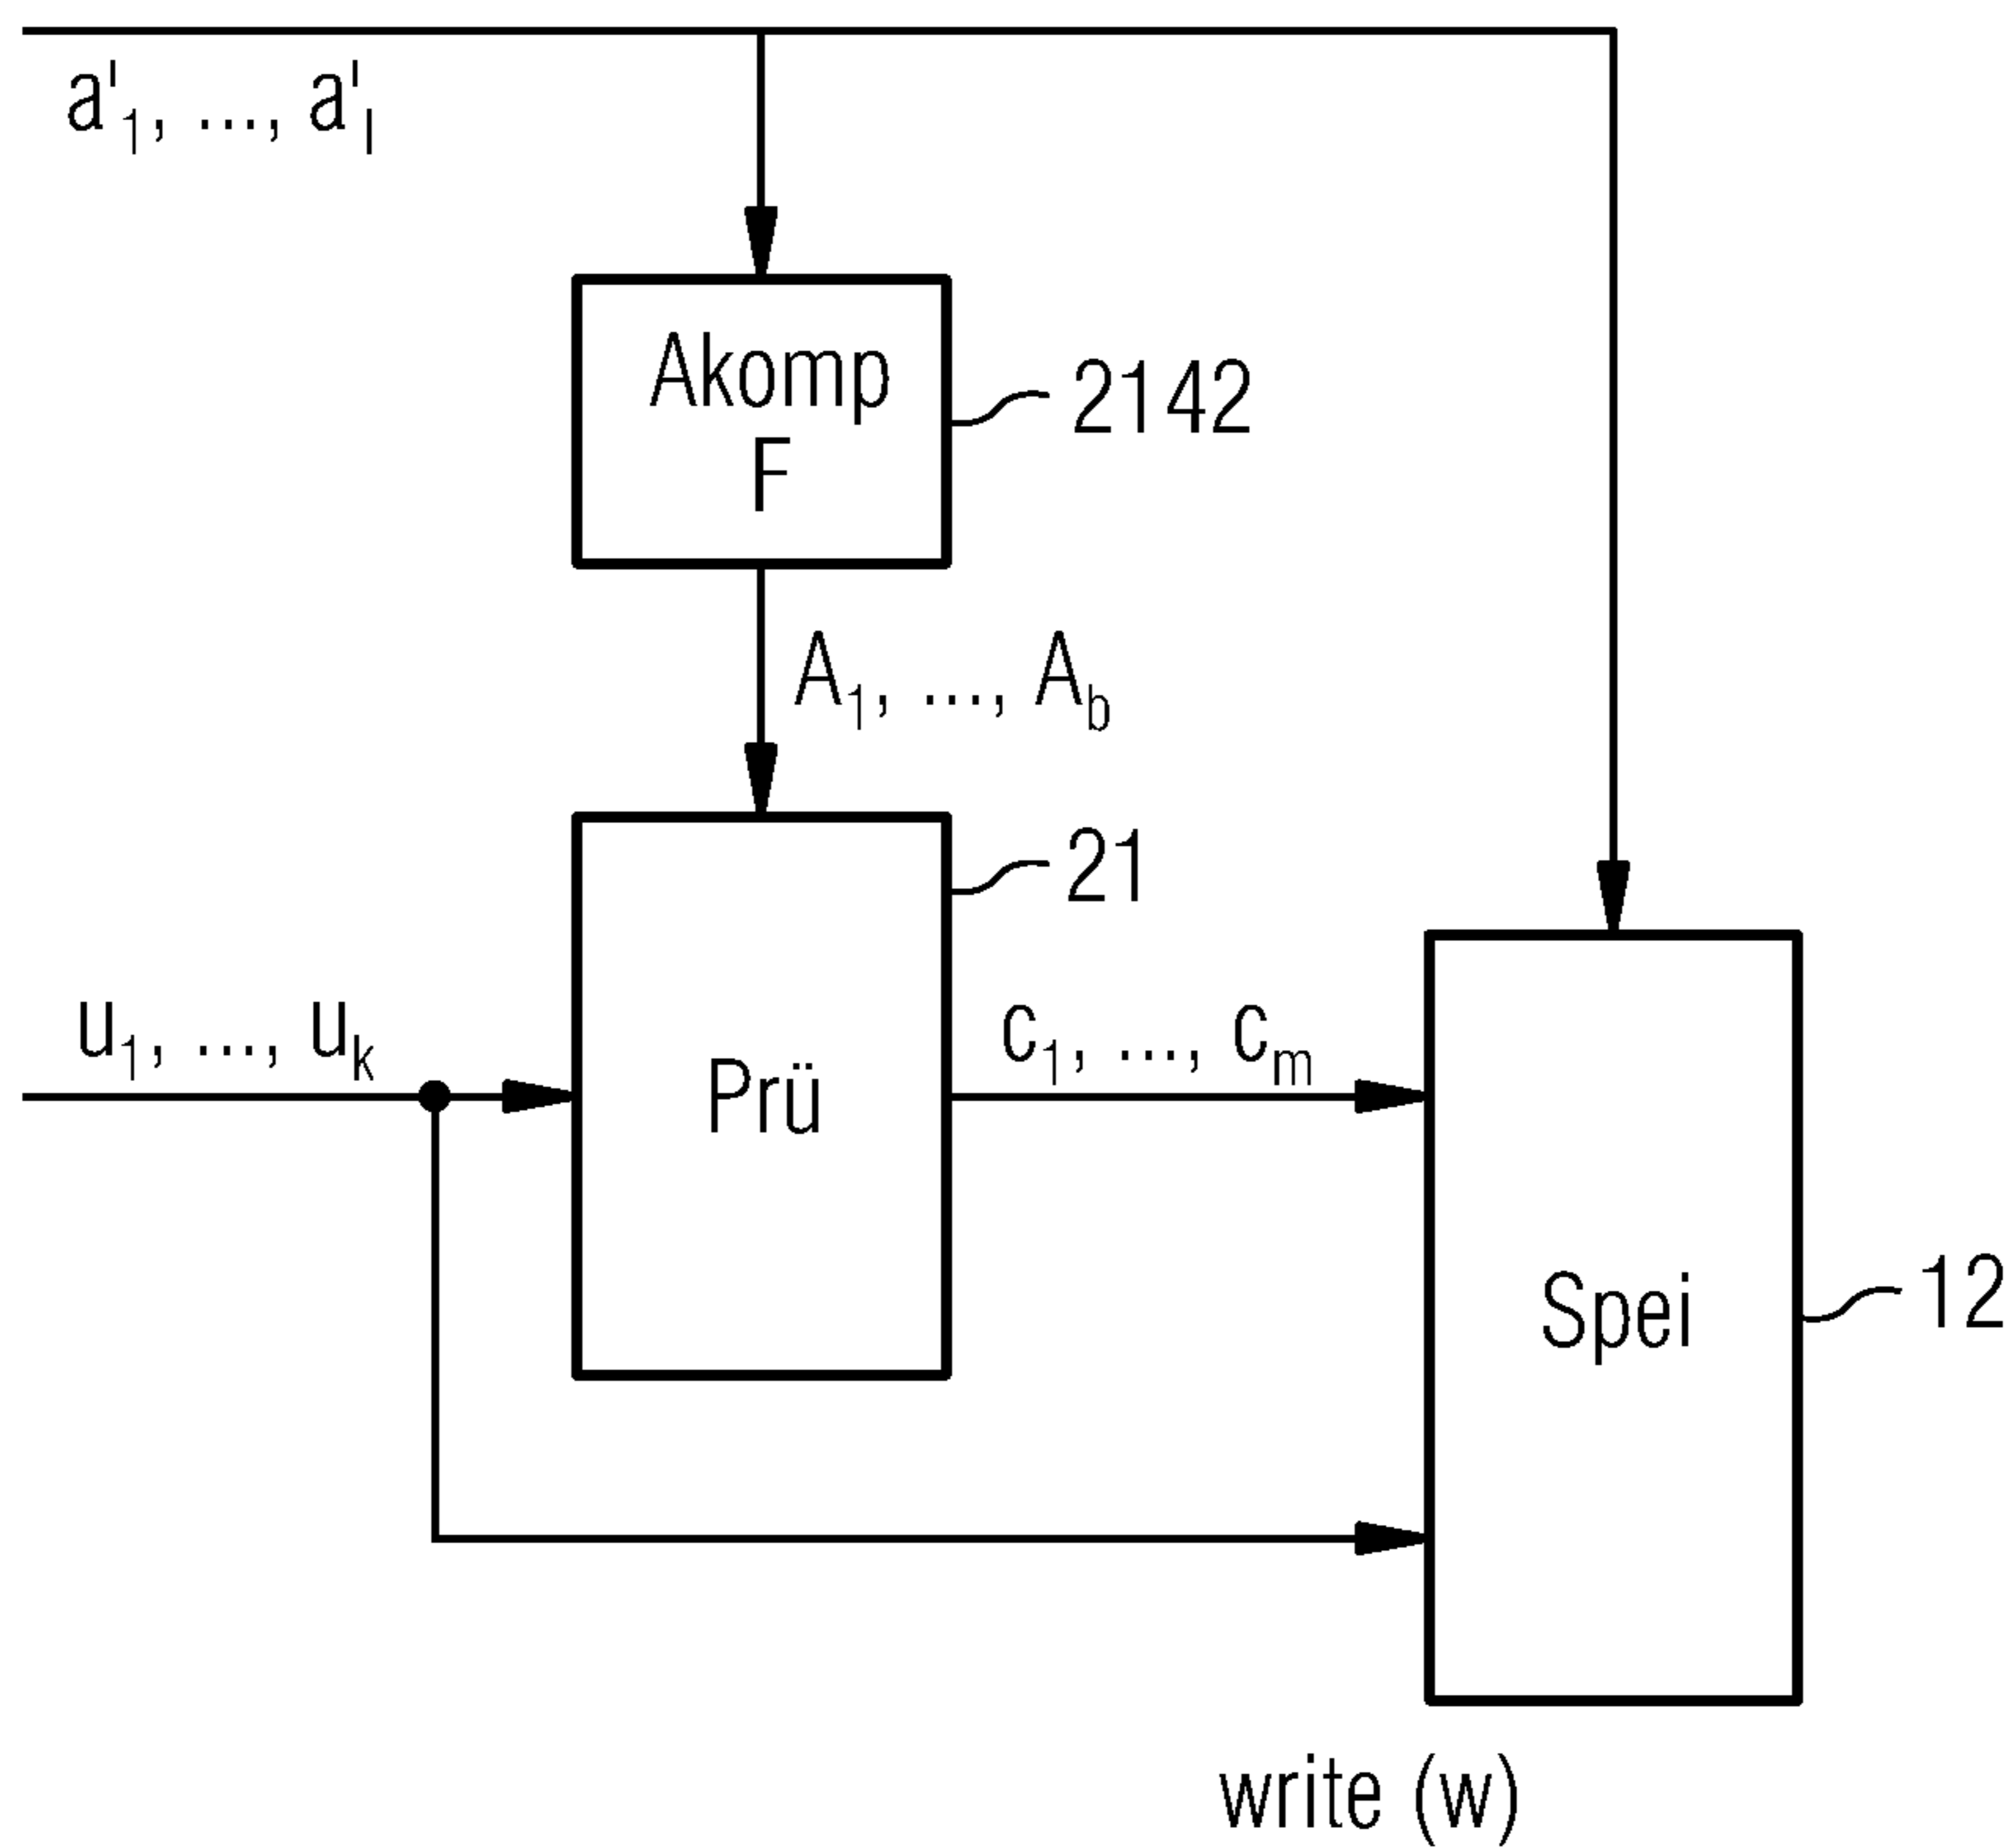 a'1, ..., a'l
Akomp
F
2142
A1, ..., Ab
21
u1, ..., uk
Prü
c1, ..., cm
Spei
12
write (w)